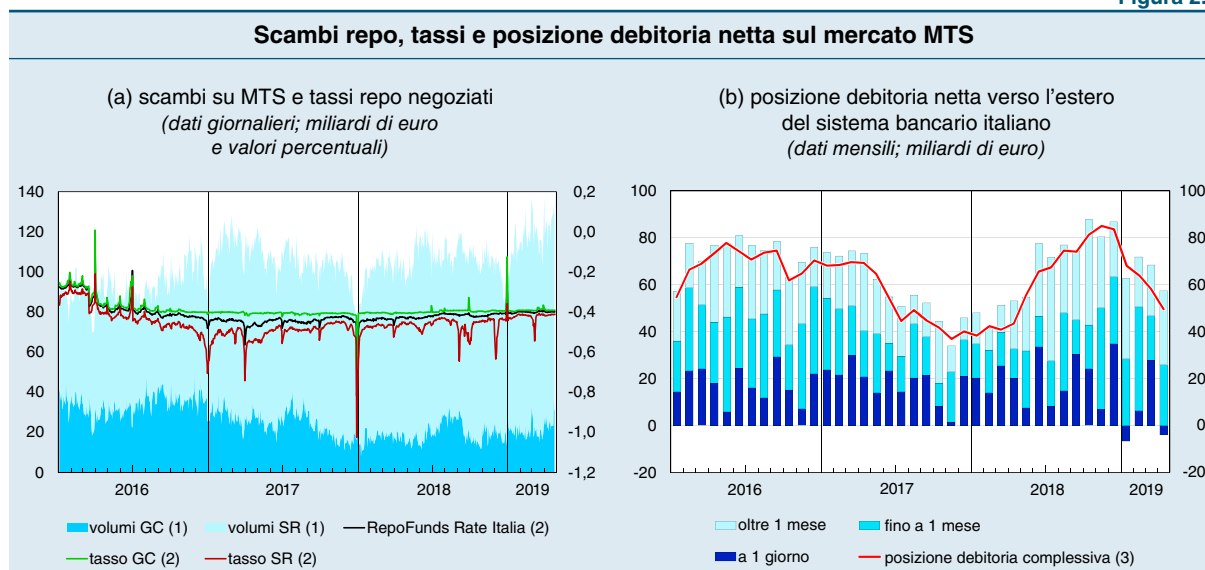 Figura 2.
Scambi repo, tassi e posizione debitoria netta sul mercato MTS
(a) scambi su MTS e tassi repo negoziati
(dati giornalieri; miliardi di euro
e valori percentuali)
140
120
100
80
60
40
20
0
0,2
0,0
-0,2
-0,4
-0,6
-0,8
-1,0
-1,2
2016
2017
2018
2019
volumi GC (1)
volumi SR (1)
RepoFunds Rate Italia (2)
tasso GC (2)
tasso SR (2)
(b) posizione debitoria netta verso l'estero
del sistema bancario italiano
(dati mensili; miliardi di euro)
100
80
60
40
20
0
-20
100
80
60
40
20
0
-20
2016
2017
2018
2019
oltre 1 mese
fino a 1 mese
a 1 giorno
posizione debitoria complessiva (3)